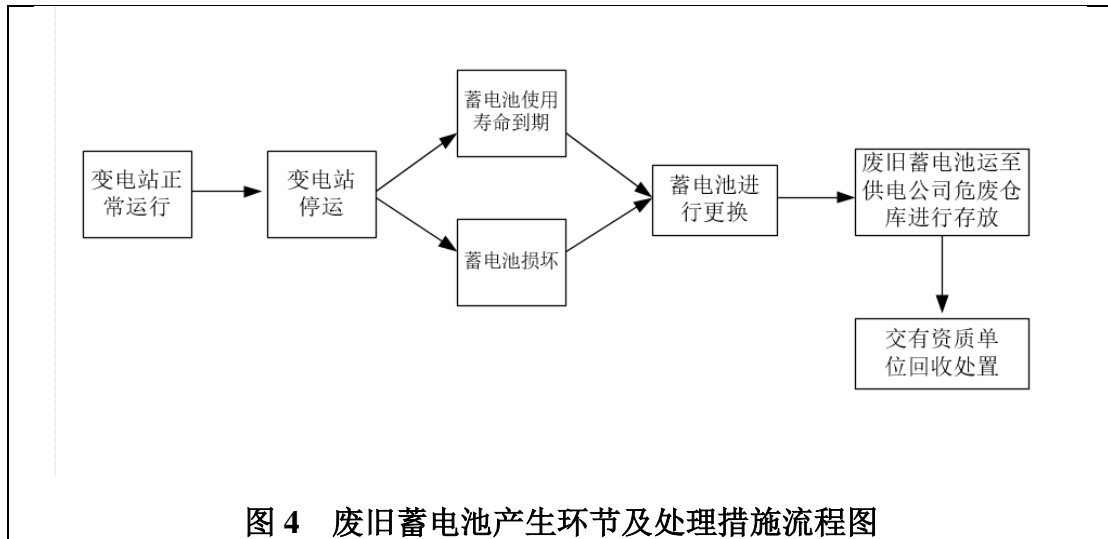 变电站正
常运行
变电站
停运
蓄电池使用
寿命到期
蓄电池损坏
蓄电池进
行更换
废旧蓄电池运至
供电公司危废仓
库进行存放
交有资质单
位回收处置
图 4 废旧蓄电池产生环节及处理措施流程图